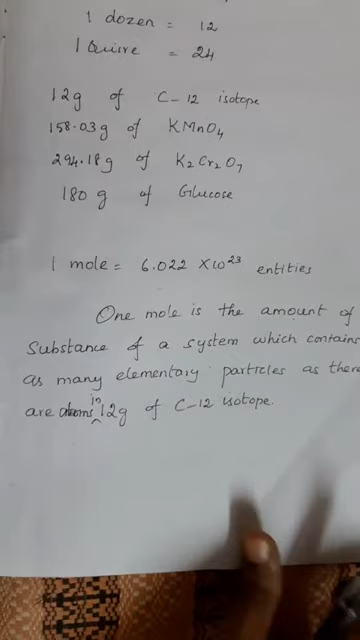 1 dozen = 12
1 Quire = 24
12g of C-12 isotope
158.03g of KMnO4
294.18g of K2Cr2O7
180 g of Glucose
1 mole = 6.022 X10^23 entities
One mole is the amount of
Substance of a system which contains
as many elementary particles as there
are atoms in 12g of C-12 isotope.